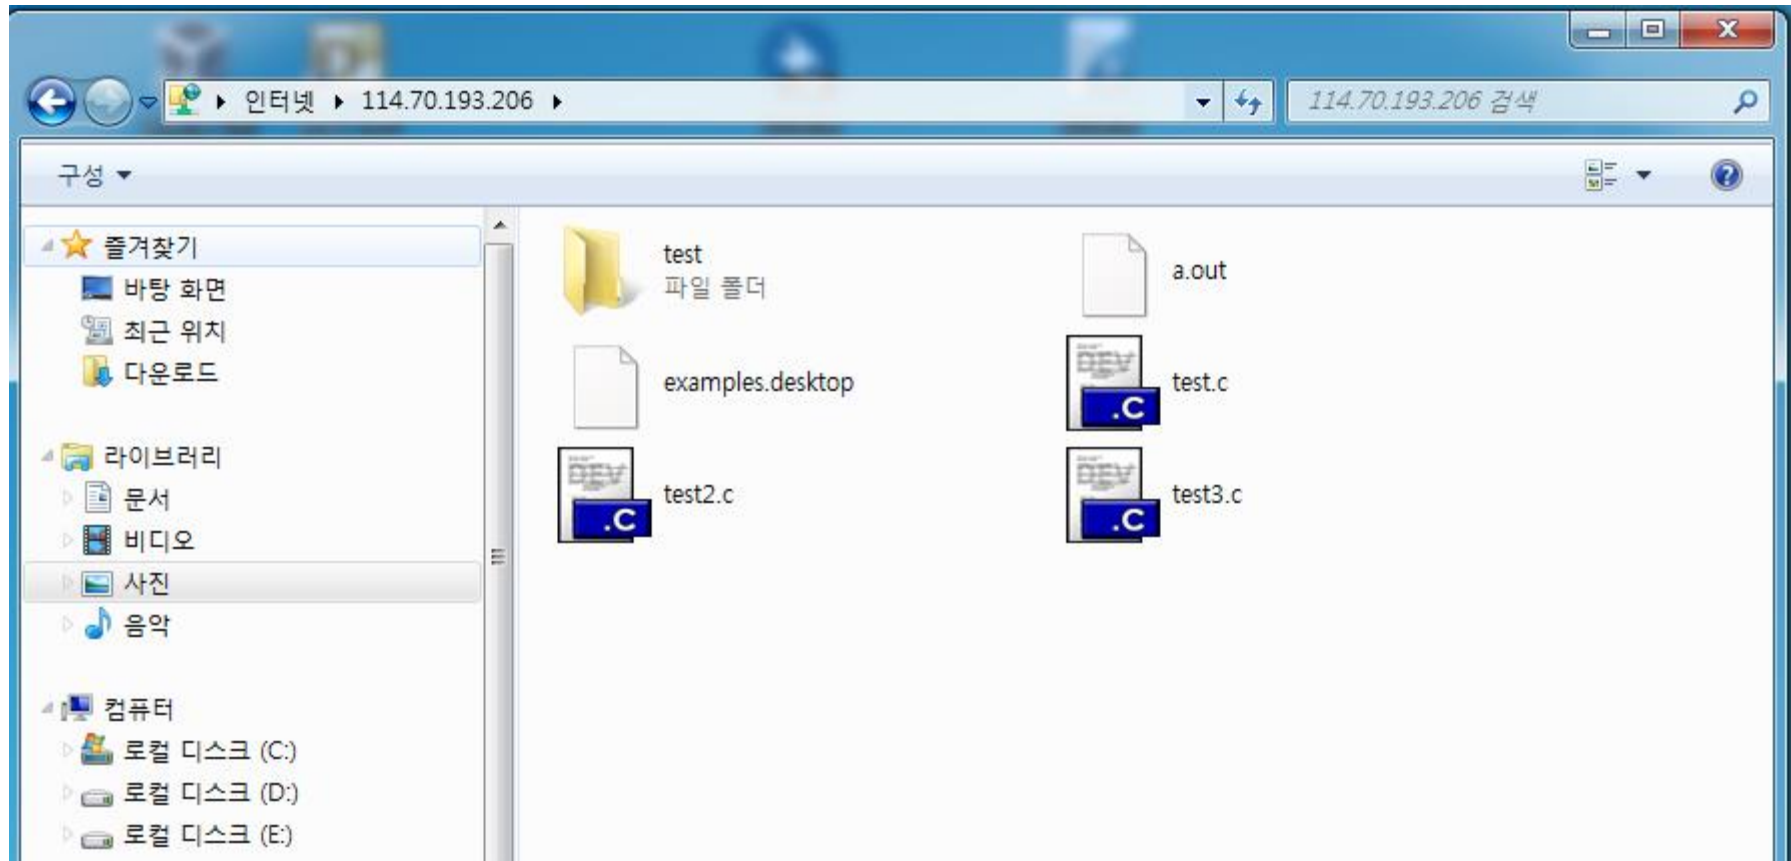 인터넷 114.70.193.206
114.70.193.206 검색
구성
즐겨찾기
바탕 화면
최근 위치
다운로드
라이브러리
문서
비디오
사진
음악
컴퓨터
로컬 디스크 (C:)
로컬 디스크 (D:)
로컬 디스크 (E:)
test
파일 폴더
a.out
examples.desktop
DEV
.C
test.c
DEV
.C
test2.c
DEV
.C
test3.c